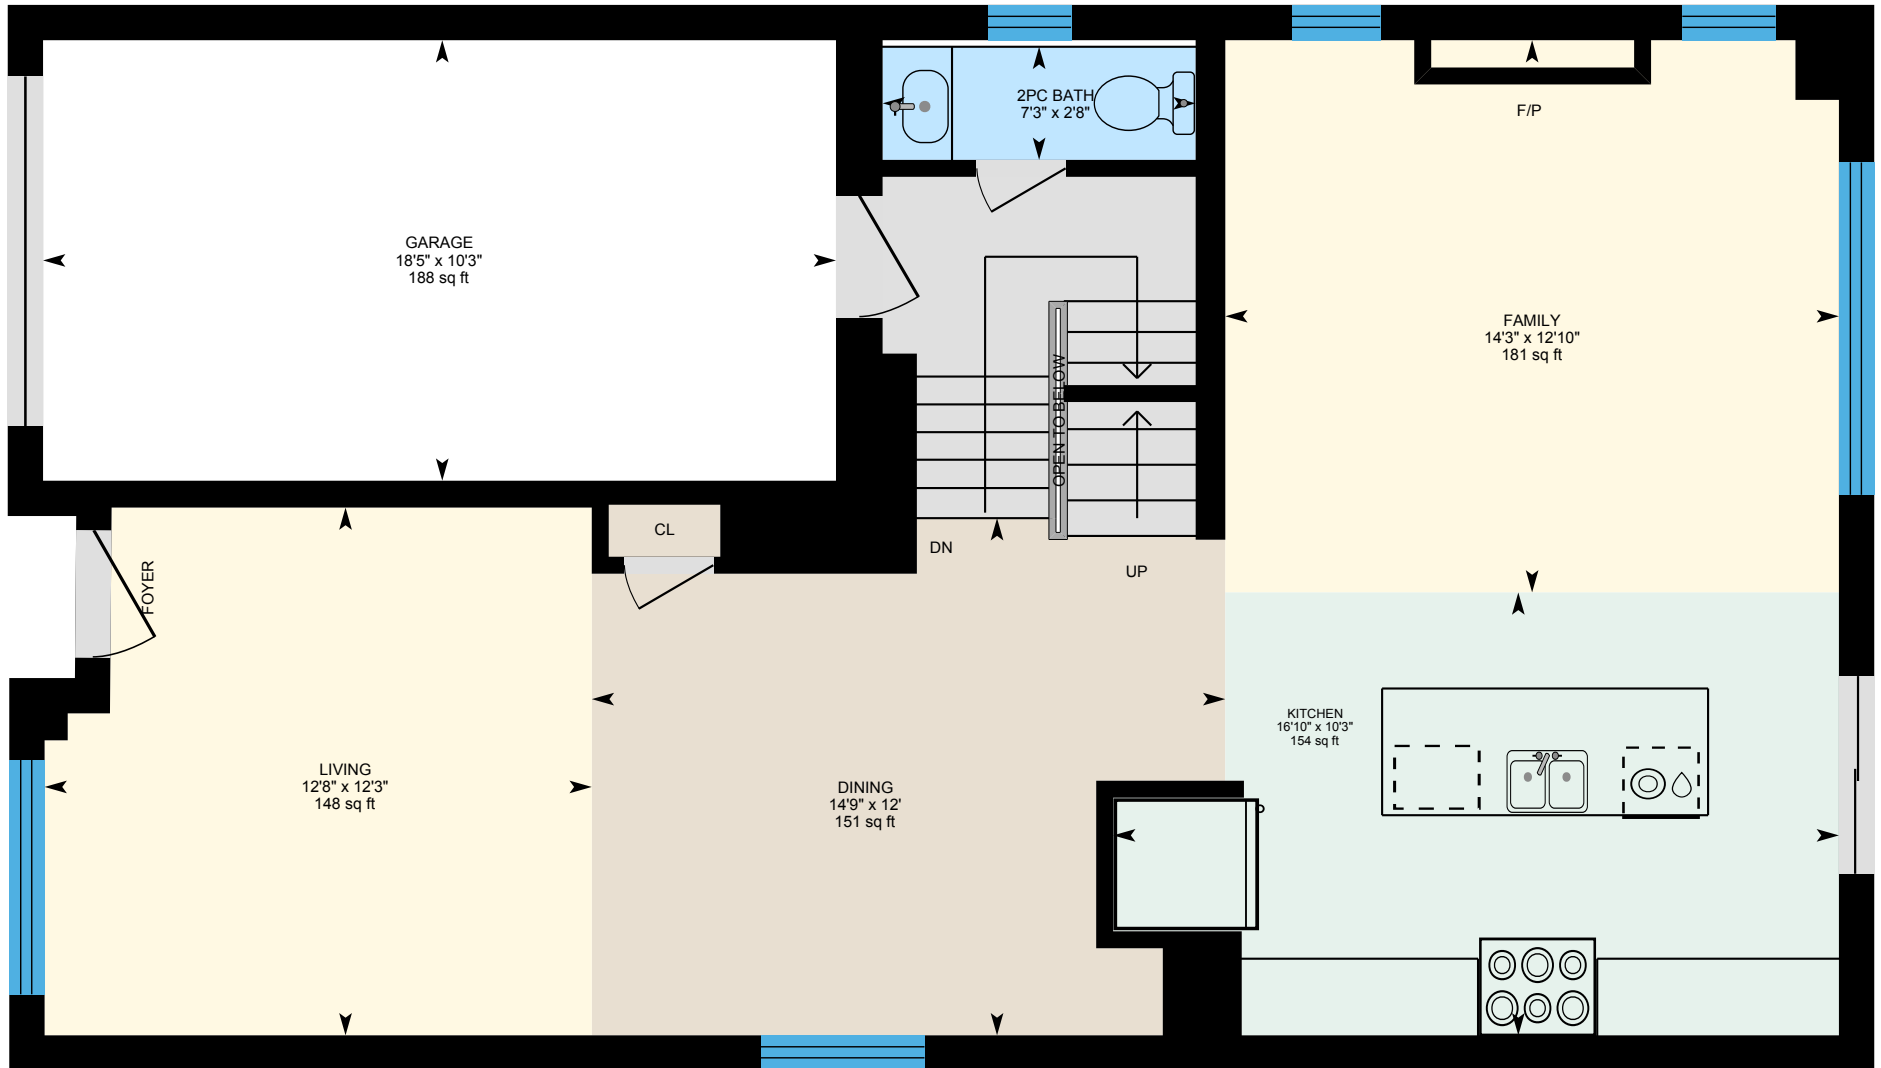 2PC BATH
7'3" x 2'8"
F/P
GARAGE
18'5" x 10'3"
188 sq ft
FAMILY
14'3" x 12'10"
181 sq ft
OPEN TO BELOW
CL
DN
UP
FOYER
KITCHEN
16'10" x 10'3"
154 sq ft
LIVING
12'8" x 12'3"
148 sq ft
DINING
14'9" x 12'
151 sq ft